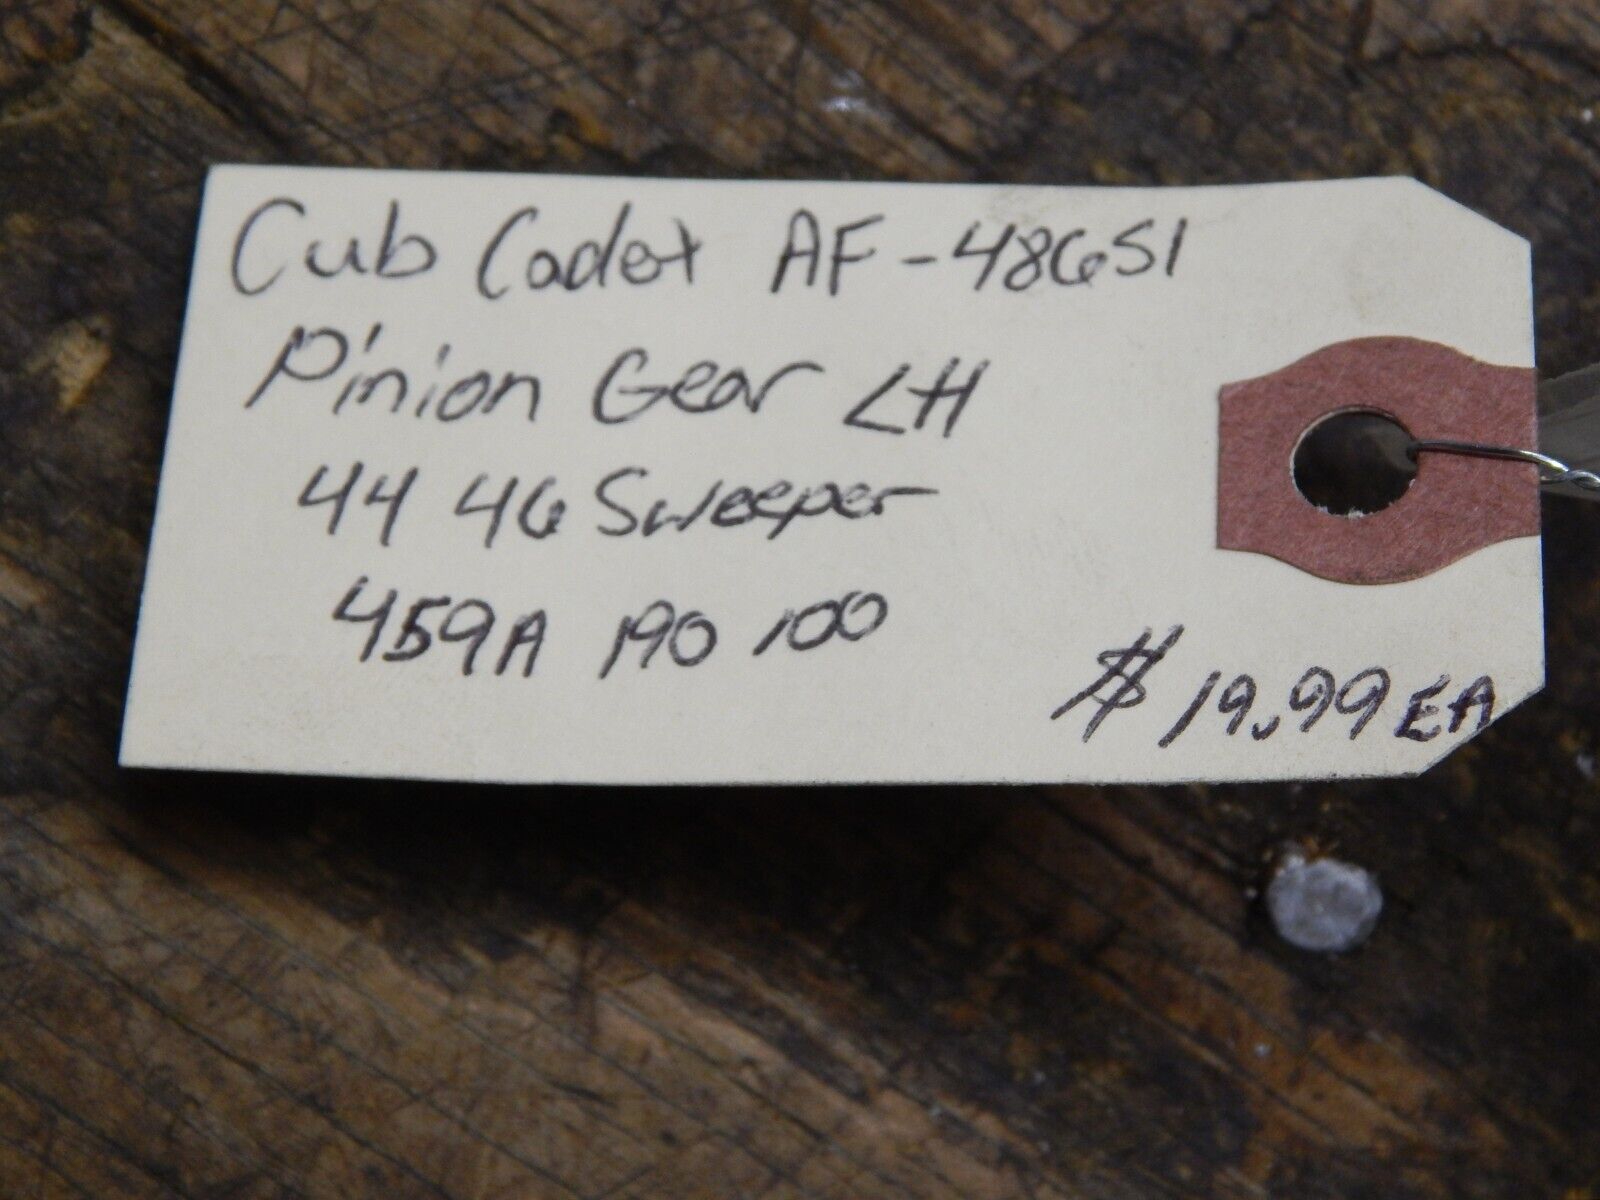 Cub Cadet AF-48651
Pinion Gear LH
44 46 Sweeper
459A 190 100
$19.99 EA